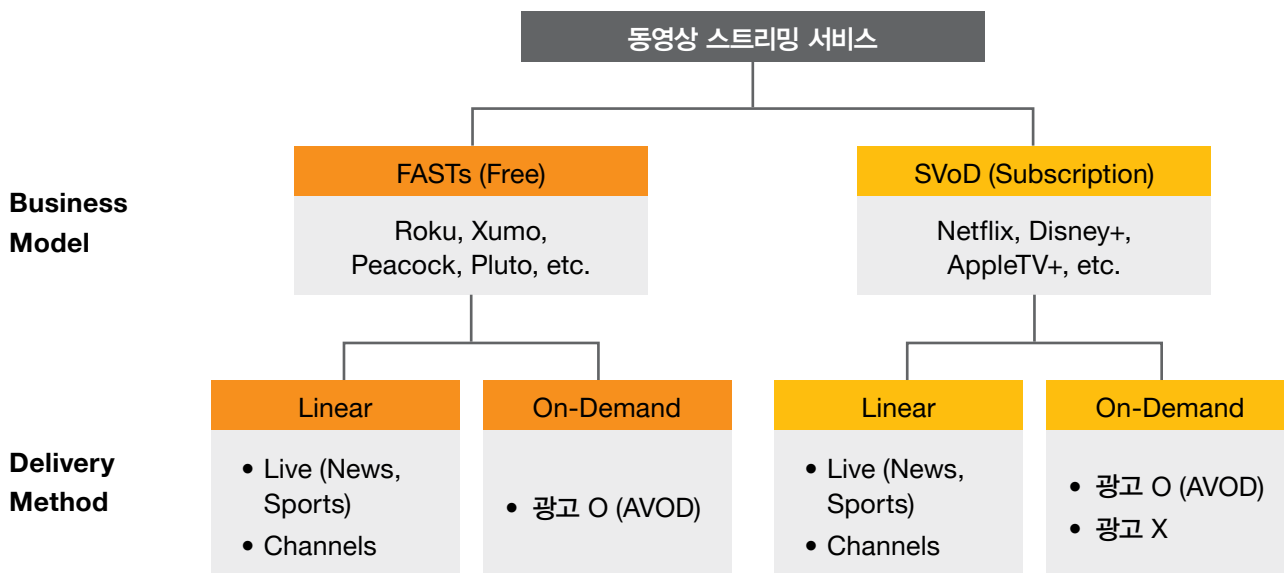 동영상 스트리밍 서비스
Business
Model
FASTs (Free)
Roku, Xumo,
Peacock, Pluto, etc.
SVoD (Subscription)
Netflix, Disney+,
AppleTV+, etc.
Delivery
Method
Linear
• Live (News,
Sports)
• Channels
On-Demand
• 광고 O (AVOD)
Linear
• Live (News,
Sports)
• Channels
On-Demand
• 광고 O (AVOD)
• 광고 X